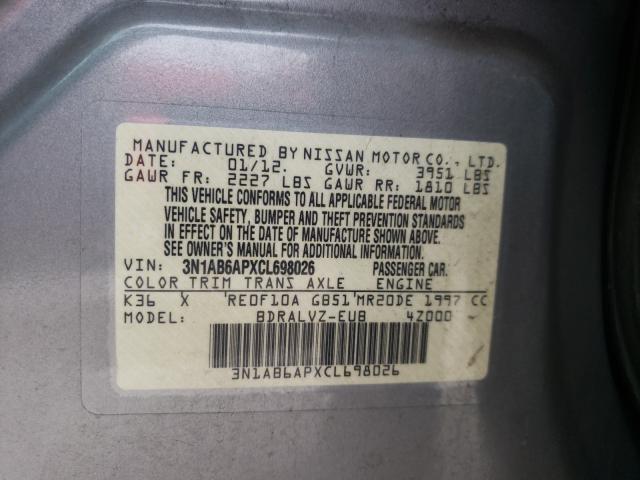 MANUFACTURED BY NISSAN MOTOR CO., LTD.
DATE: 01/12. GVWR: 3951 LBS
GAWR FR: 2227 LBS GAWR RR: 1810 LBS
THIS VEHICLE CONFORMS TO ALL APPLICABLE FEDERAL MOTOR
VEHICLE SAFETY, BUMPER AND THEFT PREVENTION STANDARDS
IN EFFECT ON THE DATE OF MANUFACTURE SHOWN ABOVE.
SEE OWNER'S MANUAL FOR ADDITIONAL INFORMATION.
VIN: 3N1AB6APXCL698026 PASSENGER CAR.
COLOR TRIM TRANS AXLE ENGINE
K36 X 'RE0F10A GB51'MR20DE 1997 CC
MODEL: BDRALVZ-EUB 4Z000
3N1AB6APXCL698026